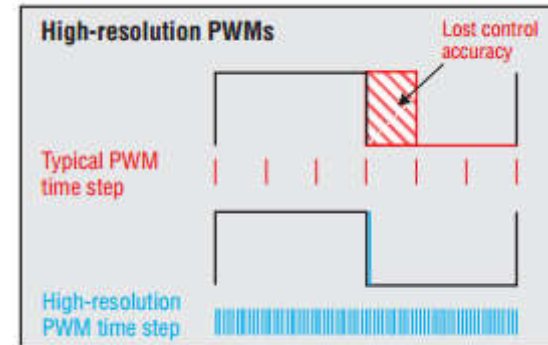 High-resolution PWMs
Lost control
accuracy
Typical PWM
time step
High-resolution
PWM time step